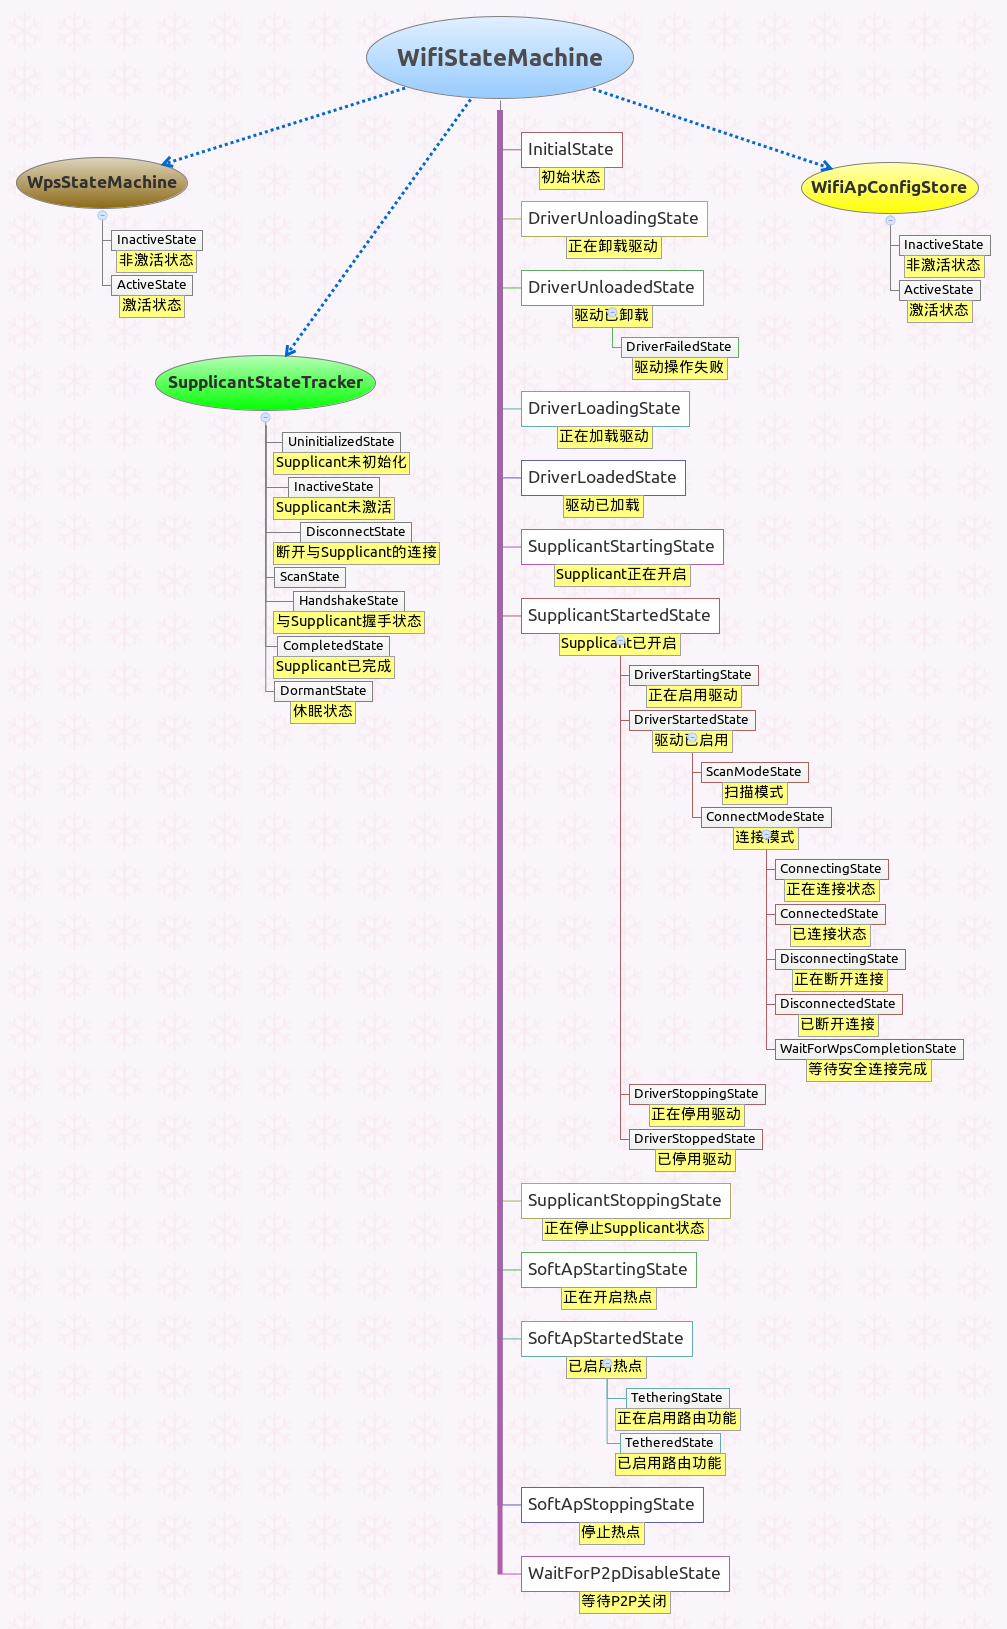 WifiStateMachine
WpsStateMachine
InactiveState
非激活状态
ActiveState
激活状态
SupplicantStateTracker
UninitializedState
Supplicant未初始化
InactiveState
Supplicant未激活
DisconnectState
断开与Supplicant的连接
ScanState
HandshakeState
与Supplicant握手状态
CompletedState
Supplicant已完成
DormantState
休眠状态
InitialState
初始状态
DriverUnloadingState
正在卸载驱动
DriverUnloadedState
驱动已卸载
DriverFailedState
驱动操作失败
DriverLoadingState
正在加载驱动
DriverLoadedState
驱动已加载
SupplicantStartingState
Supplicant正在开启
SupplicantStartedState
Supplicant已开启
DriverStartingState
正在启用驱动
DriverStartedState
驱动已启用
ScanModeState
扫描模式
ConnectModeState
连接模式
ConnectingState
正在连接状态
ConnectedState
已连接状态
DisconnectingState
正在断开连接
DisconnectedState
已断开连接
WaitForWpsCompletionState
等待安全连接完成
DriverStoppingState
正在停用驱动
DriverStoppedState
已停用驱动
SupplicantStoppingState
正在停止Supplicant状态
SoftApStartingState
正在开启热点
SoftApStartedState
已启用热点
TetheringState
正在启用路由功能
TetheredState
已启用路由功能
SoftApStoppingState
停止热点
WaitForP2pDisableState
等待P2P关闭
WifiApConfigStore
InactiveState
非激活状态
ActiveState
激活状态